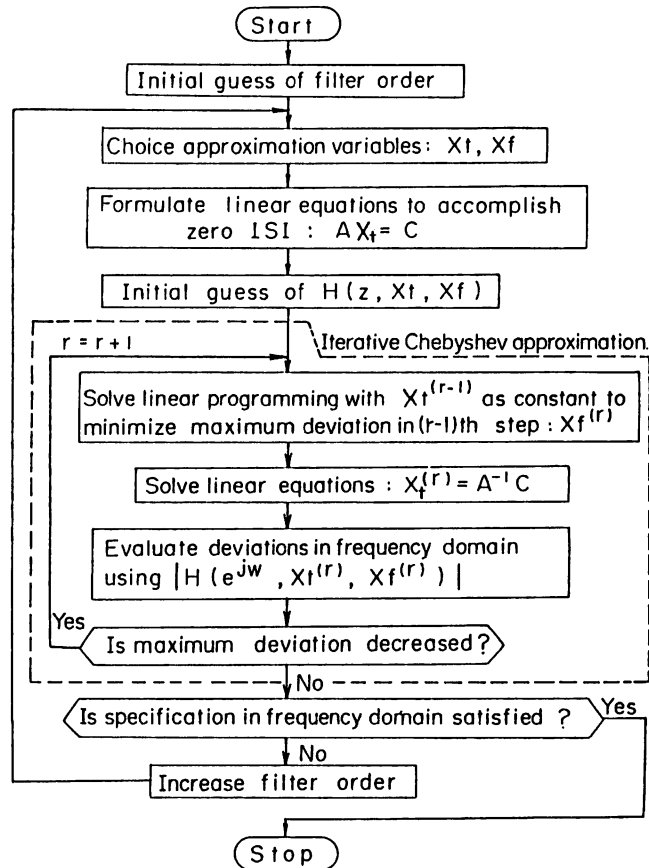 Start
Initial guess of filter order
Choice approximation variables: Xt, Xf
Formulate linear equations to accomplish
zero ISI : A Xt = C
Initial guess of H(z, Xt, Xf)
Iterative Chebyshev approximation.
r = r + 1
Solve linear programming with Xt^(r-1) as constant to
minimize maximum deviation in (r-1)th step : Xf^(r)
Solve linear equations : Xt^(r) = A^-1 C
Evaluate deviations in frequency domain
using |H(e^jw, Xt^(r), Xf^(r))|
Yes
Is maximum deviation decreased ?
No
Is specification in frequency domain satisfied ?
Yes
No
Increase filter order
Stop